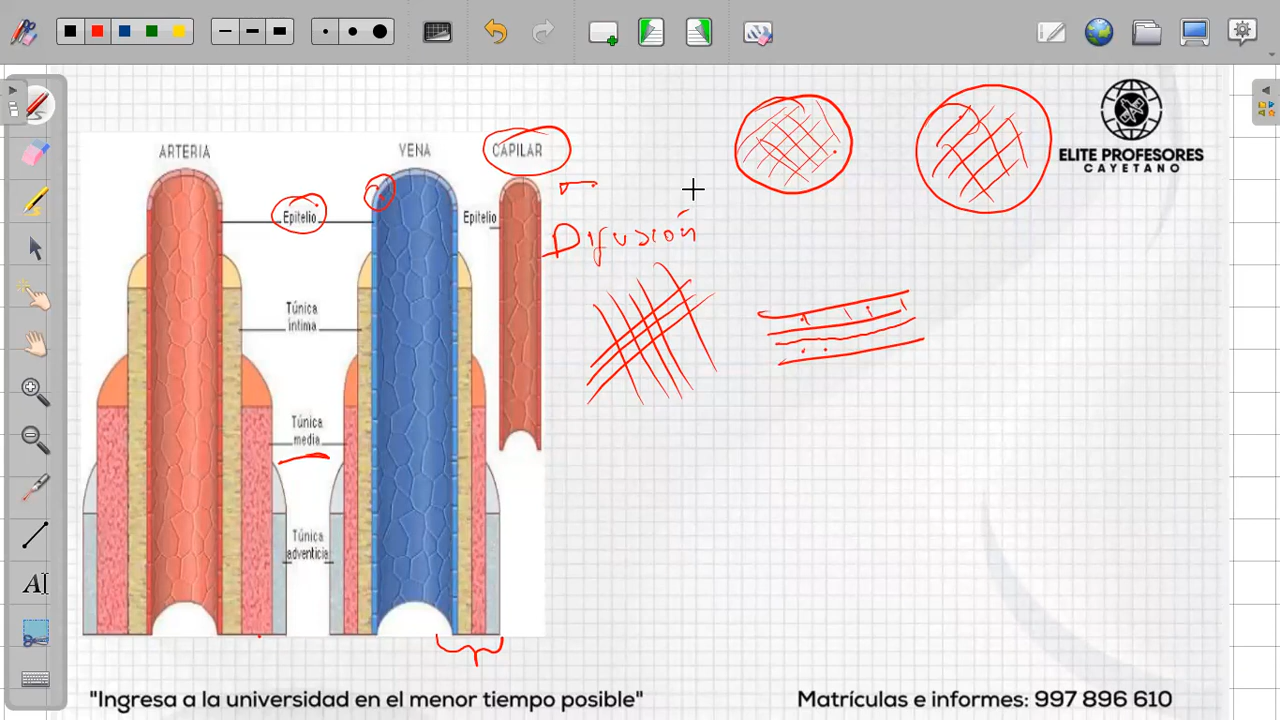 ARTERIA
VENA
CAPILAR
Epitelio
Epitelio
Difusión
Túnica
íntima
Túnica
media
Túnica
adventicia
ELITE PROFESORES
CAYETANO
"Ingresa a la universidad en el menor tiempo posible"
Matrículas e informes: 997 896 610